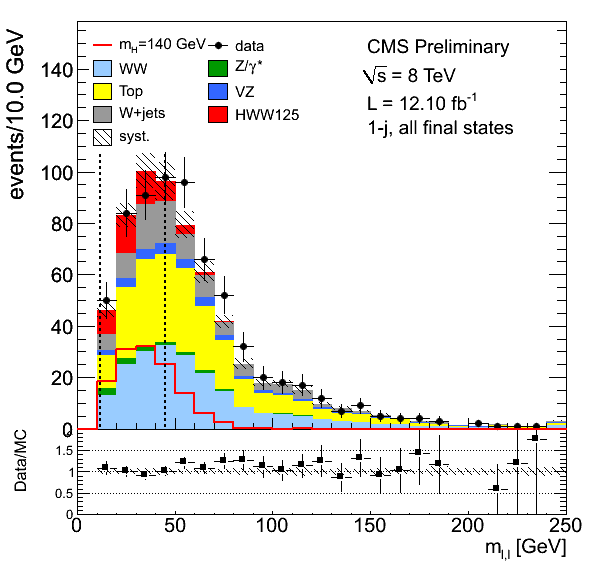 m_H=140 GeV data
WW Z/γ*
Top VZ
W+jets HWW125
syst.
CMS Preliminary
√s = 8 TeV
L = 12.10 fb⁻¹
1-j, all final states
events/10.0 GeV
140
120
100
80
60
40
20
0
Data/MC
1.5
1
0.5
0
0 50 100 150 200 250
m_l,l [GeV]